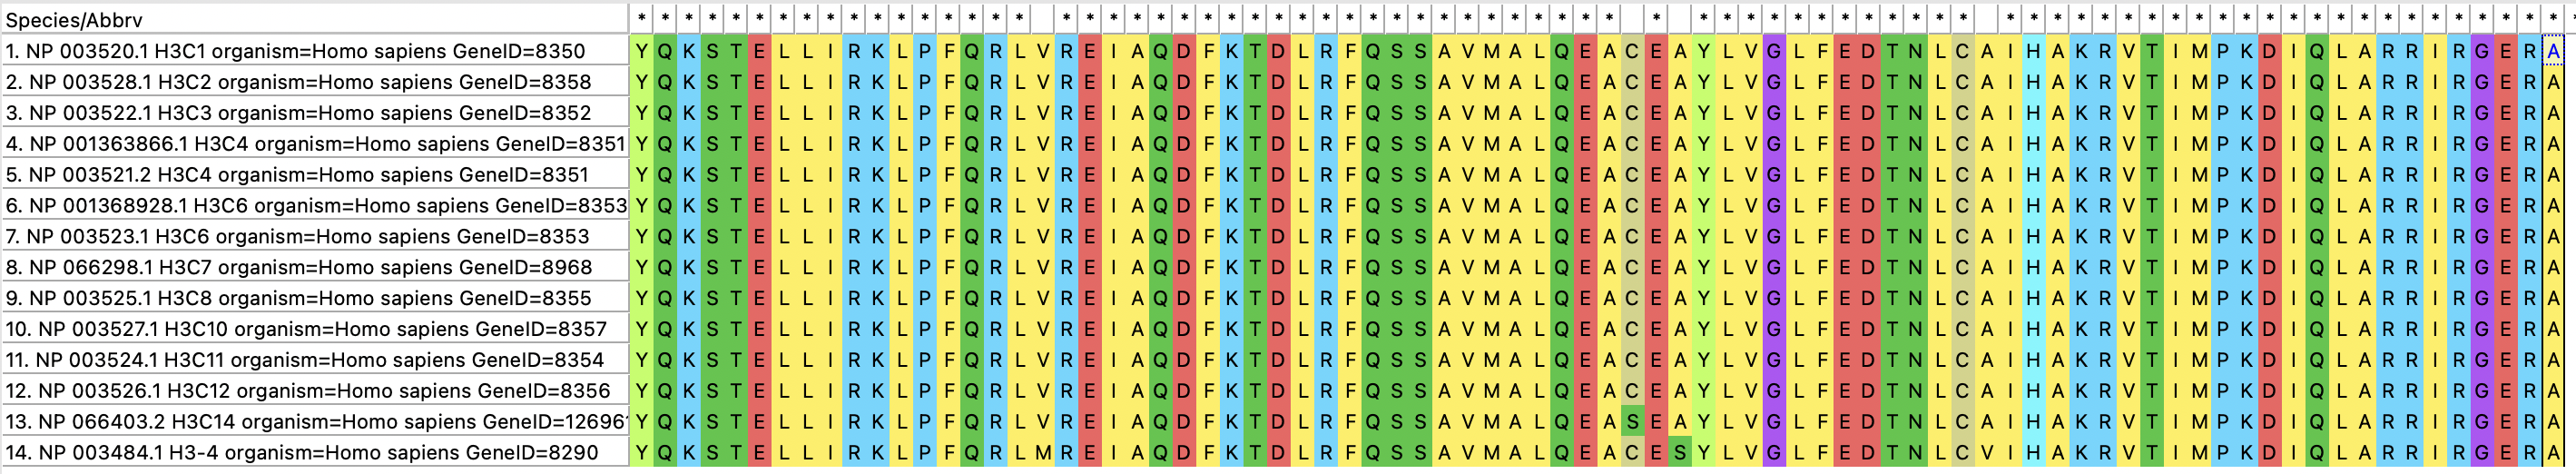 Species/Abbrv * * * * * * * * * * * * * * * * *   * * * * * * * * * * * * * * * * * * * * * * * *   *   * * * * * * * * * * * *   * * * * * * * * * * * * * * * * * * * * * * * *
1. NP 003520.1 H3C1 organism=Homo sapiens GeneID=8350 Y Q K S T E L L I R K L P F Q R L V R E I A Q D F K T D L R F Q S S A V M A L Q E A C E A Y L V G L F E D T N L C A I H A K R V T I M P K D I Q L A R R I R G E R A
2. NP 003528.1 H3C2 organism=Homo sapiens GeneID=8358 Y Q K S T E L L I R K L P F Q R L V R E I A Q D F K T D L R F Q S S A V M A L Q E A C E A Y L V G L F E D T N L C A I H A K R V T I M P K D I Q L A R R I R G E R A
3. NP 003522.1 H3C3 organism=Homo sapiens GeneID=8352 Y Q K S T E L L I R K L P F Q R L V R E I A Q D F K T D L R F Q S S A V M A L Q E A C E A Y L V G L F E D T N L C A I H A K R V T I M P K D I Q L A R R I R G E R A
4. NP 001363866.1 H3C4 organism=Homo sapiens GeneID=8351 Y Q K S T E L L I R K L P F Q R L V R E I A Q D F K T D L R F Q S S A V M A L Q E A C E A Y L V G L F E D T N L C A I H A K R V T I M P K D I Q L A R R I R G E R A
5. NP 003521.2 H3C4 organism=Homo sapiens GeneID=8351 Y Q K S T E L L I R K L P F Q R L V R E I A Q D F K T D L R F Q S S A V M A L Q E A C E A Y L V G L F E D T N L C A I H A K R V T I M P K D I Q L A R R I R G E R A
6. NP 001368928.1 H3C6 organism=Homo sapiens GeneID=8353 Y Q K S T E L L I R K L P F Q R L V R E I A Q D F K T D L R F Q S S A V M A L Q E A C E A Y L V G L F E D T N L C A I H A K R V T I M P K D I Q L A R R I R G E R A
7. NP 003523.1 H3C6 organism=Homo sapiens GeneID=8353 Y Q K S T E L L I R K L P F Q R L V R E I A Q D F K T D L R F Q S S A V M A L Q E A C E A Y L V G L F E D T N L C A I H A K R V T I M P K D I Q L A R R I R G E R A
8. NP 066298.1 H3C7 organism=Homo sapiens GeneID=8968 Y Q K S T E L L I R K L P F Q R L V R E I A Q D F K T D L R F Q S S A V M A L Q E A C E A Y L V G L F E D T N L C A I H A K R V T I M P K D I Q L A R R I R G E R A
9. NP 003525.1 H3C8 organism=Homo sapiens GeneID=8355 Y Q K S T E L L I R K L P F Q R L V R E I A Q D F K T D L R F Q S S A V M A L Q E A C E A Y L V G L F E D T N L C A I H A K R V T I M P K D I Q L A R R I R G E R A
10. NP 003527.1 H3C10 organism=Homo sapiens GeneID=8357 Y Q K S T E L L I R K L P F Q R L V R E I A Q D F K T D L R F Q S S A V M A L Q E A C E A Y L V G L F E D T N L C A I H A K R V T I M P K D I Q L A R R I R G E R A
11. NP 003524.1 H3C11 organism=Homo sapiens GeneID=8354 Y Q K S T E L L I R K L P F Q R L V R E I A Q D F K T D L R F Q S S A V M A L Q E A C E A Y L V G L F E D T N L C A I H A K R V T I M P K D I Q L A R R I R G E R A
12. NP 003526.1 H3C12 organism=Homo sapiens GeneID=8356 Y Q K S T E L L I R K L P F Q R L V R E I A Q D F K T D L R F Q S S A V M A L Q E A C E A Y L V G L F E D T N L C A I H A K R V T I M P K D I Q L A R R I R G E R A
13. NP 066403.2 H3C14 organism=Homo sapiens GeneID=126961 Y Q K S T E L L I R K L P F Q R L V R E I A Q D F K T D L R F Q S S A V M A L Q E A S E A Y L V G L F E D T N L C A I H A K R V T I M P K D I Q L A R R I R G E R A
14. NP 003484.1 H3-4 organism=Homo sapiens GeneID=8290 Y Q K S T E L L I R K L P F Q R L M R E I A Q D F K T D L R F Q S S A V M A L Q E A C E S Y L V G L F E D T N L C V I H A K R V T I M P K D I Q L A R R I R G E R A